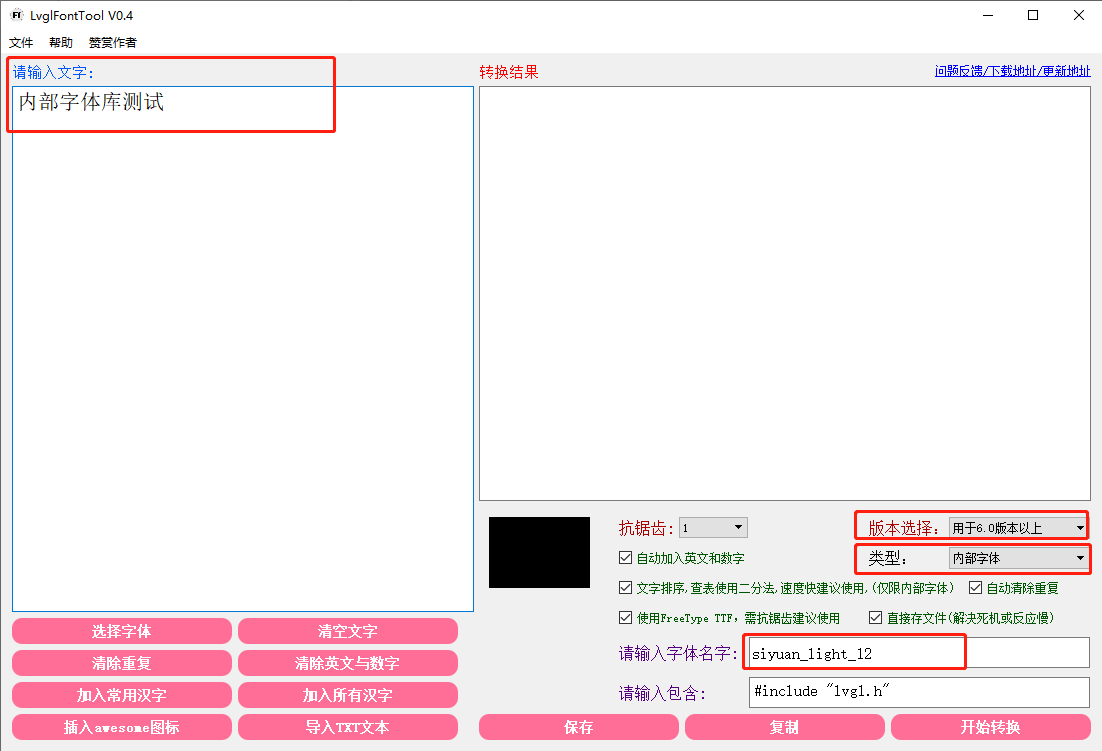 LvglFontTool V0.4
文件 帮助 赞赏作者
请输入文字:
转换结果
问题反馈/下载地址/更新地址
内部字体库测试
抗锯齿: 1
版本选择: 用于6.0版本以上
自动加入英文和数字
类型: 内部字体
文字排序,查表使用二分法,速度快建议使用,(仅限内部字体) 自动清除重复
使用FreeType TTF, 需抗锯齿建议使用 直接存文件(解决死机或反应慢)
请输入字体名字: siyuan_light_12
请输入包含: #include "lvgl.h"
选择字体 清空文字
清除重复 清除英文与数字
加入常用汉字 加入所有汉字
插入awesome图标 导入TXT文本 保存 复制 开始转换